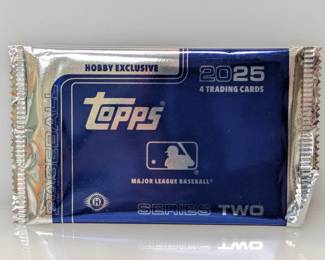 HOBBY EXCLUSIVE
2025
4 TRADING CARDS
topps
MAJOR LEAGUE BASEBALL
BASEBALL
H
SERIES TWO